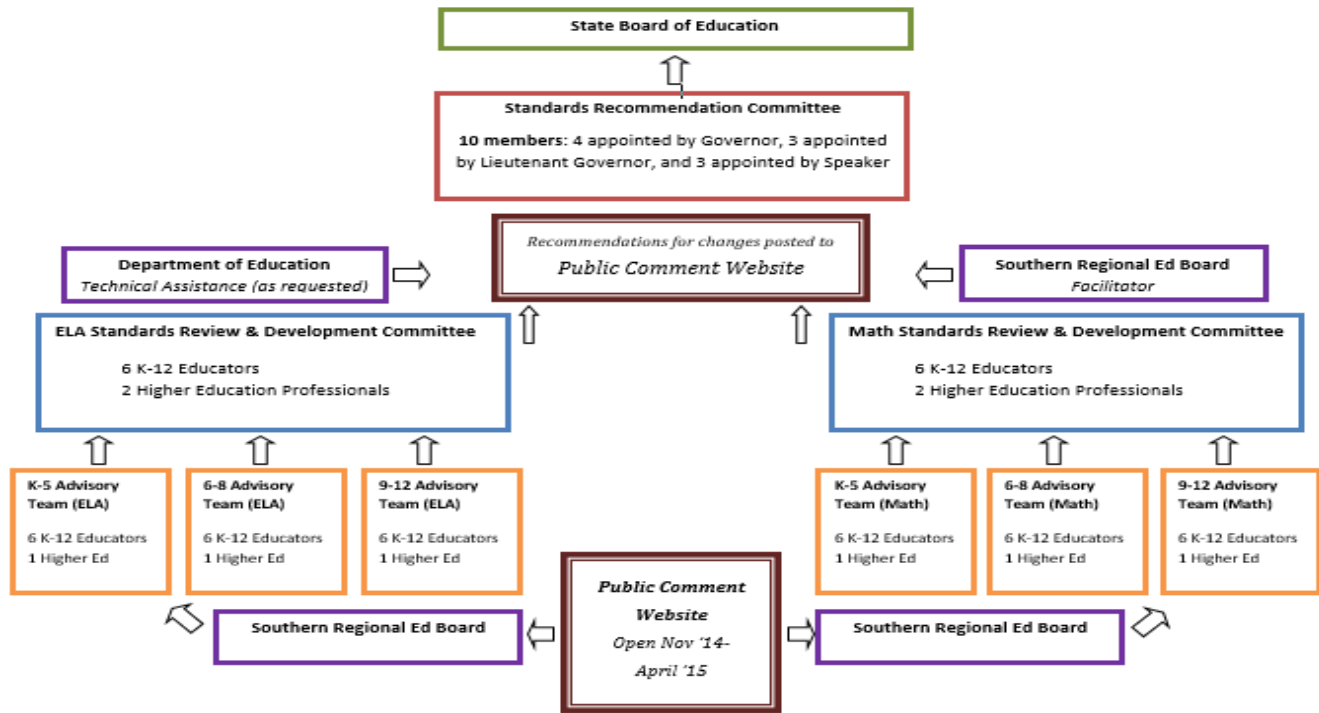 State Board of Education
Standards Recommendation Committee
10 members: 4 appointed by Governor, 3 appointed
by Lieutenant Governor, and 3 appointed by Speaker
Recommendations for changes posted to
Public Comment Website
Department of Education
Technical Assistance (as requested)
Southern Regional Ed Board
Facilitator
ELA Standards Review & Development Committee
6 K-12 Educators
2 Higher Education Professionals
Math Standards Review & Development Committee
6 K-12 Educators
2 Higher Education Professionals
K-5 Advisory
Team (ELA)
6 K-12 Educators
1 Higher Ed
6-8 Advisory
Team (ELA)
6 K-12 Educators
1 Higher Ed
9-12 Advisory
Team (ELA)
6 K-12 Educators
1 Higher Ed
K-5 Advisory
Team (Math)
6 K-12 Educators
1 Higher Ed
6-8 Advisory
Team (Math)
6 K-12 Educators
1 Higher Ed
9-12 Advisory
Team (Math)
6 K-12 Educators
1 Higher Ed
Southern Regional Ed Board
Public Comment
Website
Open Nov '14-
April '15
Southern Regional Ed Board